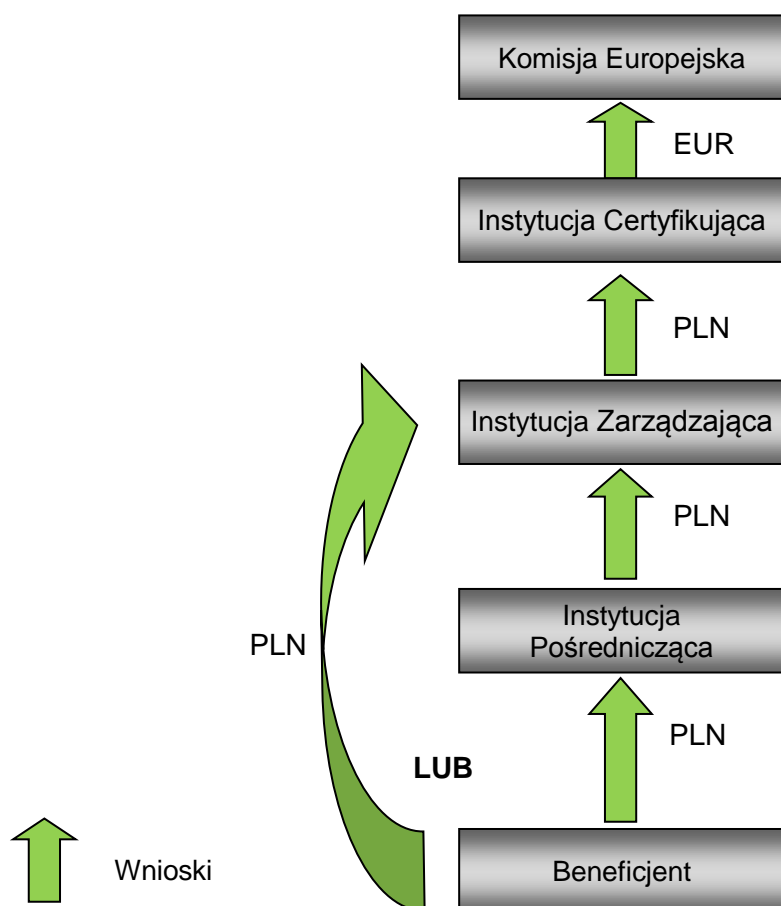 Komisja Europejska
EUR
Instytucja Certyfikująca
PLN
Instytucja Zarządzająca
PLN
Instytucja
Pośrednicząca
PLN
PLN
LUB
Wnioski
Beneficjent